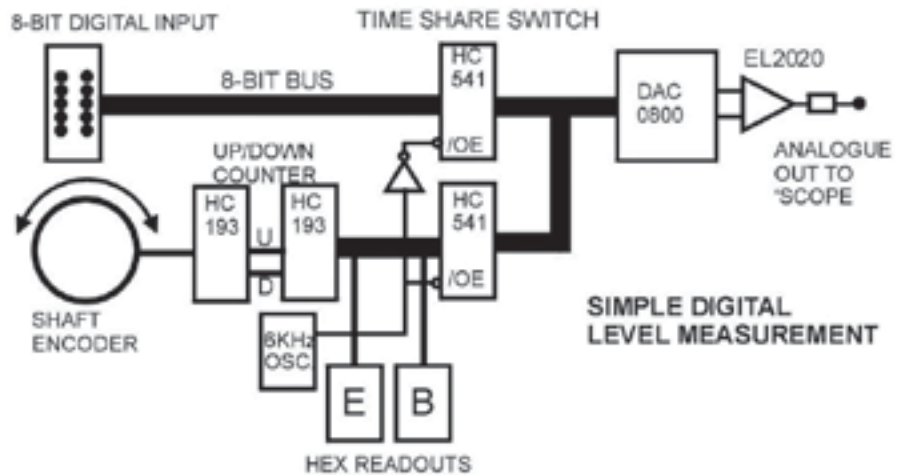 8-BIT DIGITAL INPUT
TIME SHARE SWITCH
HC
541
/OE
8-BIT BUS
DAC
0800
EL2020
ANALOGUE
OUT TO
'SCOPE
UP/DOWN
COUNTER
HC
193
U
D
HC
193
HC
541
/OE
SHAFT
ENCODER
6KHz
OSC.
E
B
HEX READOUTS
SIMPLE DIGITAL
LEVEL MEASUREMENT